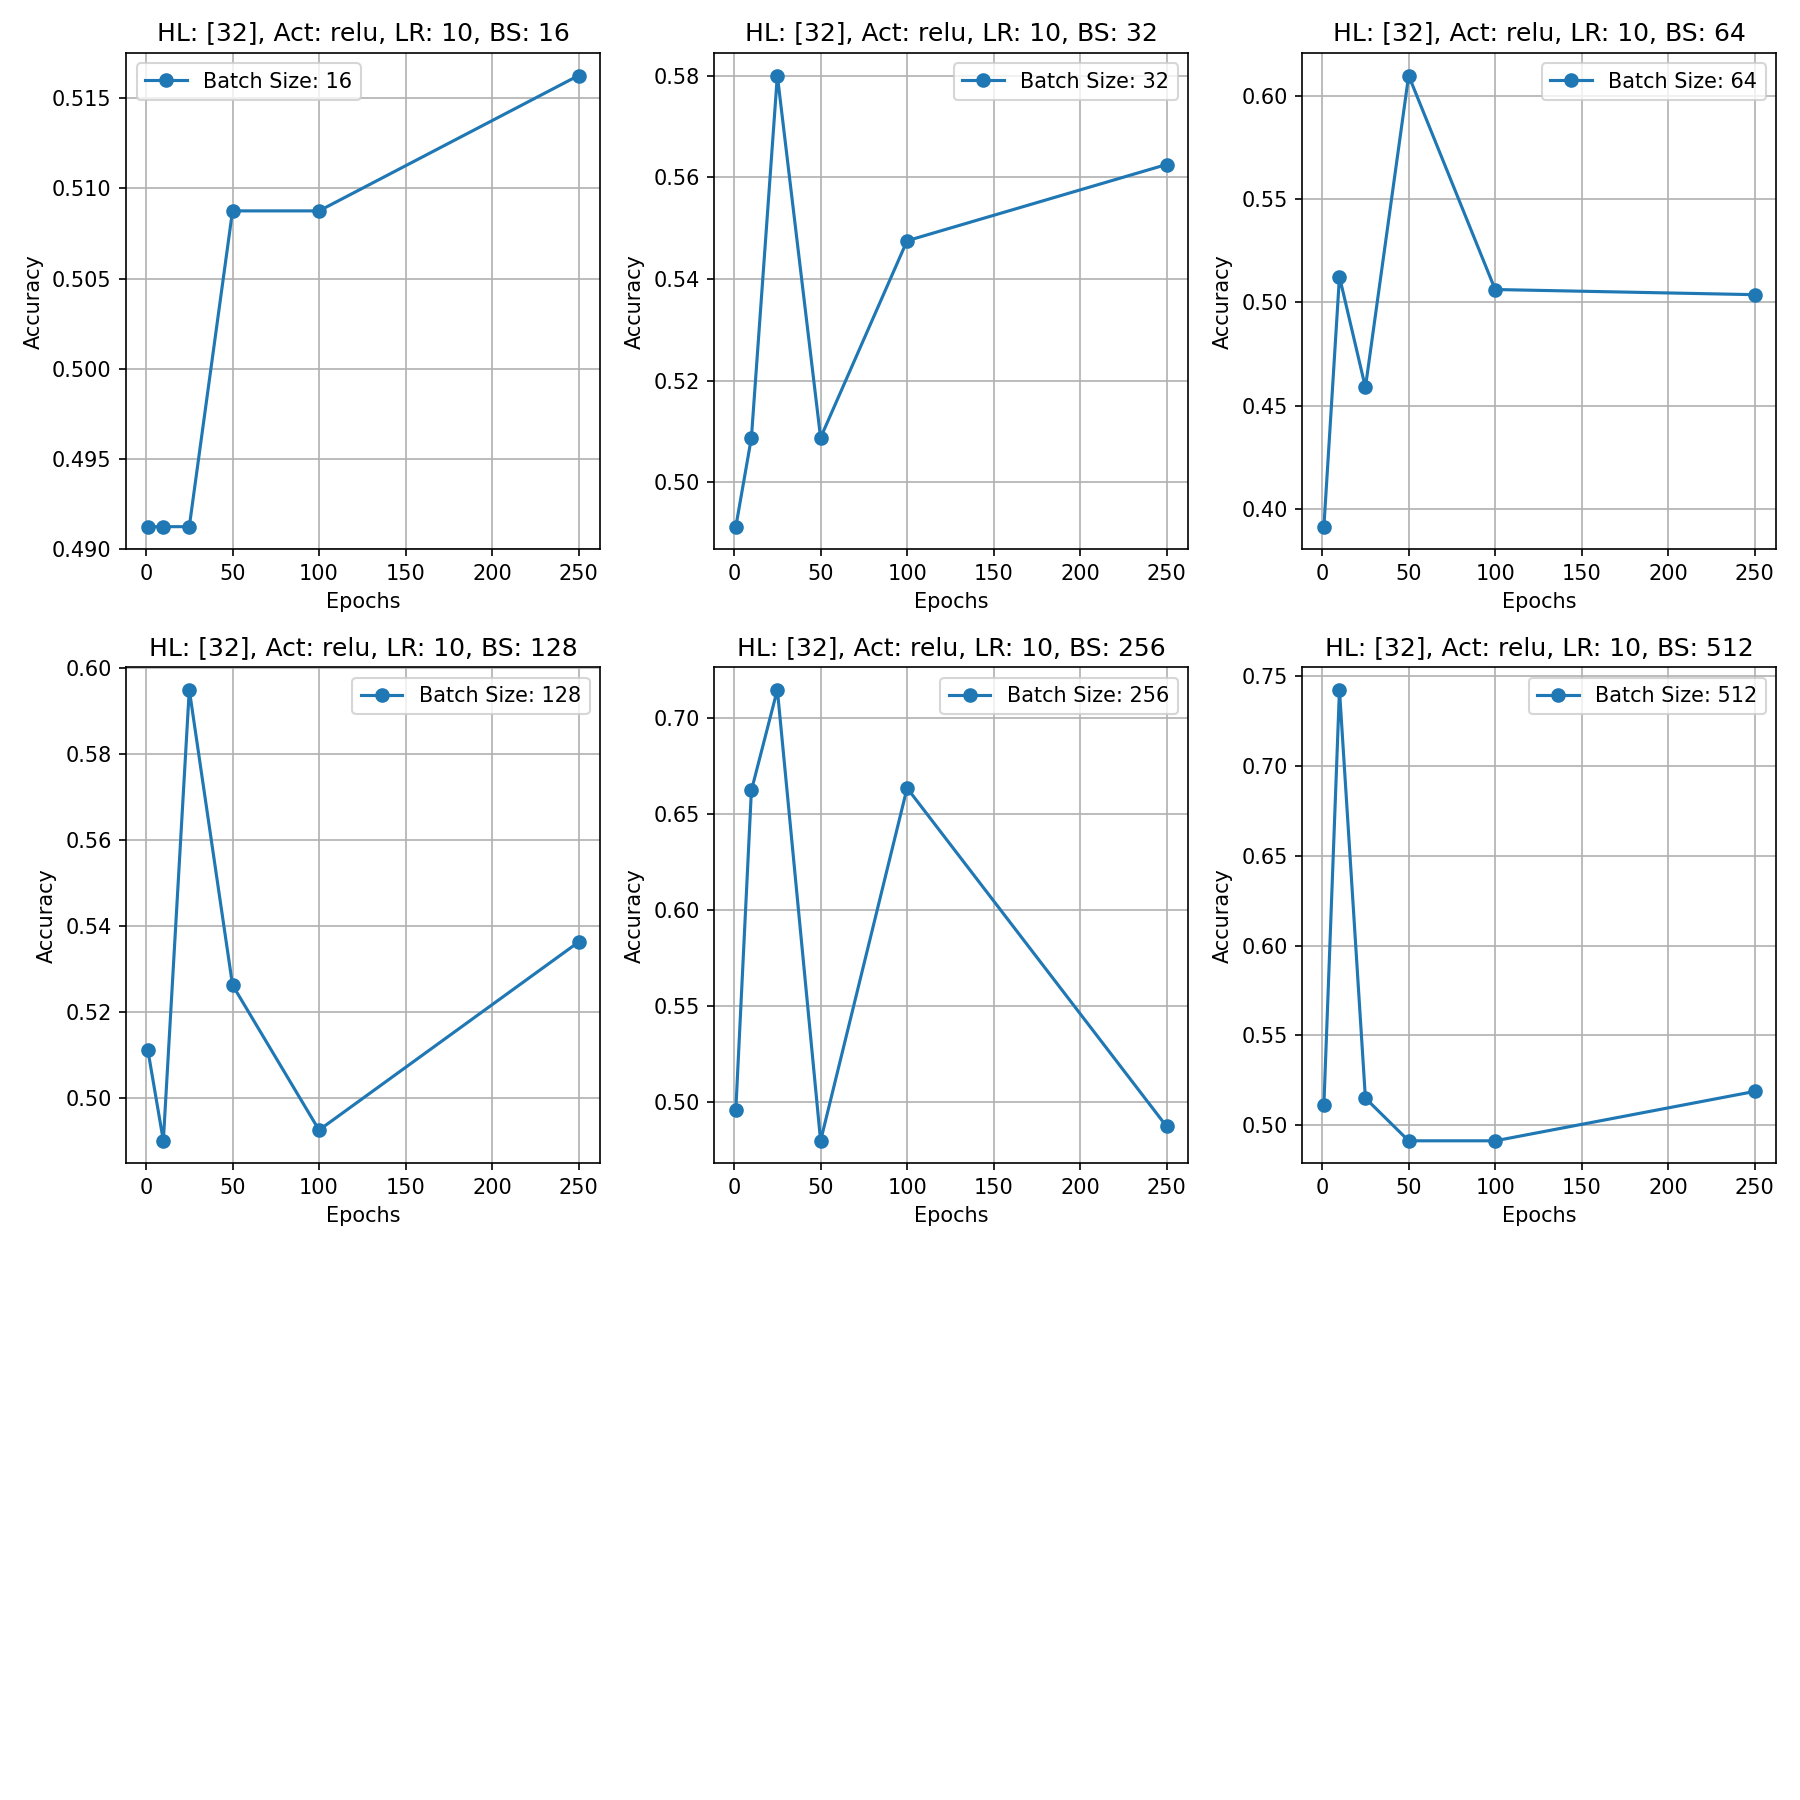 HL: [32], Act: relu, LR: 10, BS: 16
Batch Size: 16
Accuracy
0.515
0.510
0.505
0.500
0.495
0.490
0 50 100 150 200 250
Epochs
HL: [32], Act: relu, LR: 10, BS: 32
Batch Size: 32
Accuracy
0.58
0.56
0.54
0.52
0.50
0 50 100 150 200 250
Epochs
HL: [32], Act: relu, LR: 10, BS: 64
Batch Size: 64
Accuracy
0.60
0.55
0.50
0.45
0.40
0 50 100 150 200 250
Epochs
HL: [32], Act: relu, LR: 10, BS: 128
Batch Size: 128
Accuracy
0.60
0.58
0.56
0.54
0.52
0.50
0 50 100 150 200 250
Epochs
HL: [32], Act: relu, LR: 10, BS: 256
Batch Size: 256
Accuracy
0.70
0.65
0.60
0.55
0.50
0 50 100 150 200 250
Epochs
HL: [32], Act: relu, LR: 10, BS: 512
Batch Size: 512
Accuracy
0.75
0.70
0.65
0.60
0.55
0.50
0 50 100 150 200 250
Epochs